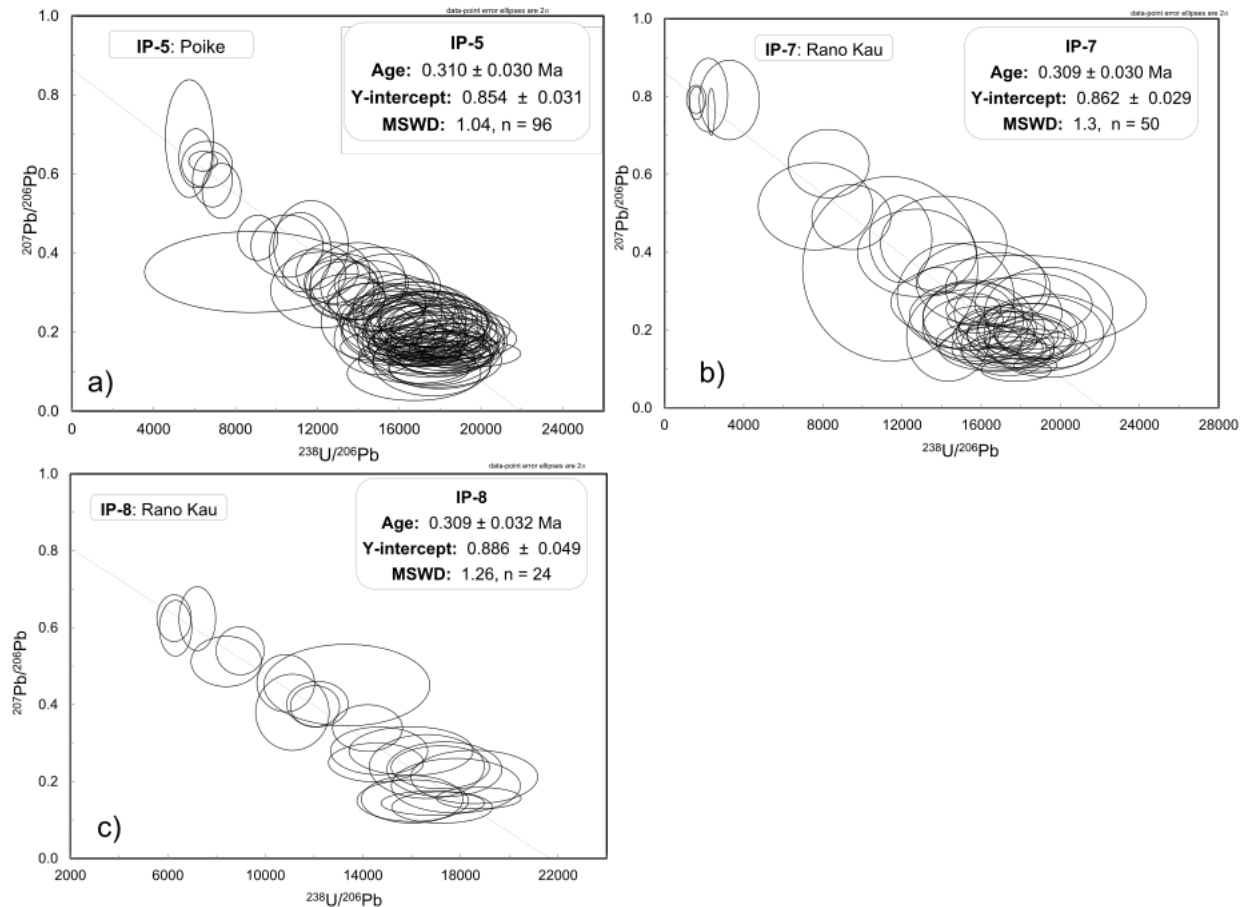 data-point error ellipses are 2σ
IP-5: Poike
IP-5
Age: 0.310 ± 0.030 Ma
Y-intercept: 0.854 ± 0.031
MSWD: 1.04, n = 96
1.0
0.8
0.6
0.4
0.2
0.0
207Pb/206Pb
a)
0
4000
8000
12000
16000
20000
24000
238U/206Pb
data-point error ellipses are 2σ
IP-7: Rano Kau
IP-7
Age: 0.309 ± 0.030 Ma
Y-intercept: 0.862 ± 0.029
MSWD: 1.3, n = 50
1.0
0.8
0.6
0.4
0.2
0.0
207Pb/206Pb
b)
0
4000
8000
12000
16000
20000
24000
28000
238U/206Pb
data-point error ellipses are 2σ
IP-8: Rano Kau
IP-8
Age: 0.309 ± 0.032 Ma
Y-intercept: 0.886 ± 0.049
MSWD: 1.26, n = 24
1.0
0.8
0.6
0.4
0.2
0.0
207Pb/206Pb
c)
2000
6000
10000
14000
18000
22000
238U/206Pb